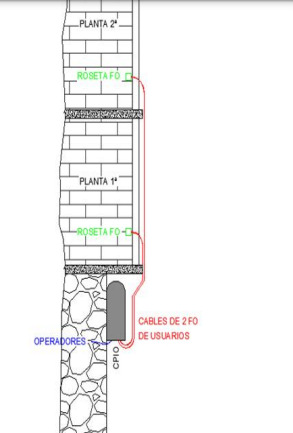 PLANTA 2ª
ROSETA FO
PLANTA 1ª
ROSETA FO
CABLES DE 2 FO
DE USUARIOS
OPERADORES
CPIO